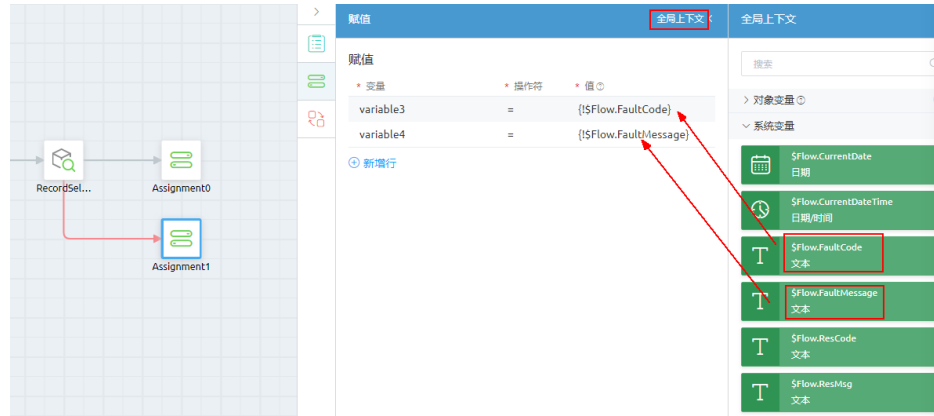 RecordSel...
Assignment0
Assignment1
赋值
全局上下文
赋值
* 变量
* 操作符
* 值
variable3
=
{!$Flow.FaultCode}
variable4
=
{!$Flow.FaultMessage}
新增行
全局上下文
搜索
对象变量
系统变量
$Flow.CurrentDate
日期
$Flow.CurrentDateTime
日期/时间
$Flow.FaultCode
文本
$Flow.FaultMessage
文本
$Flow.ResCode
文本
$Flow.ResMsg
文本